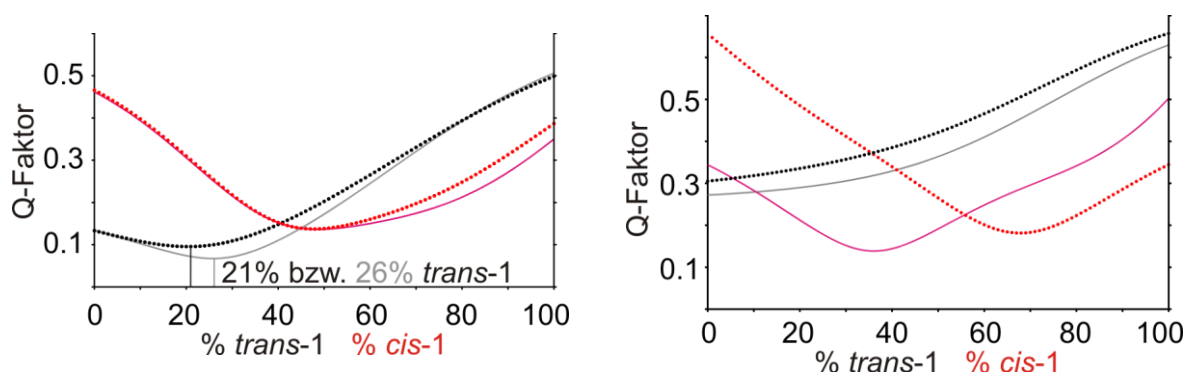 Q-Faktor
0.5
0.3
0.1
21% bzw. 26% trans-1
0 20 40 60 80 100
% trans-1 % cis-1
Q-Faktor
0.5
0.3
0.1
0 20 40 60 80 100
% trans-1 % cis-1